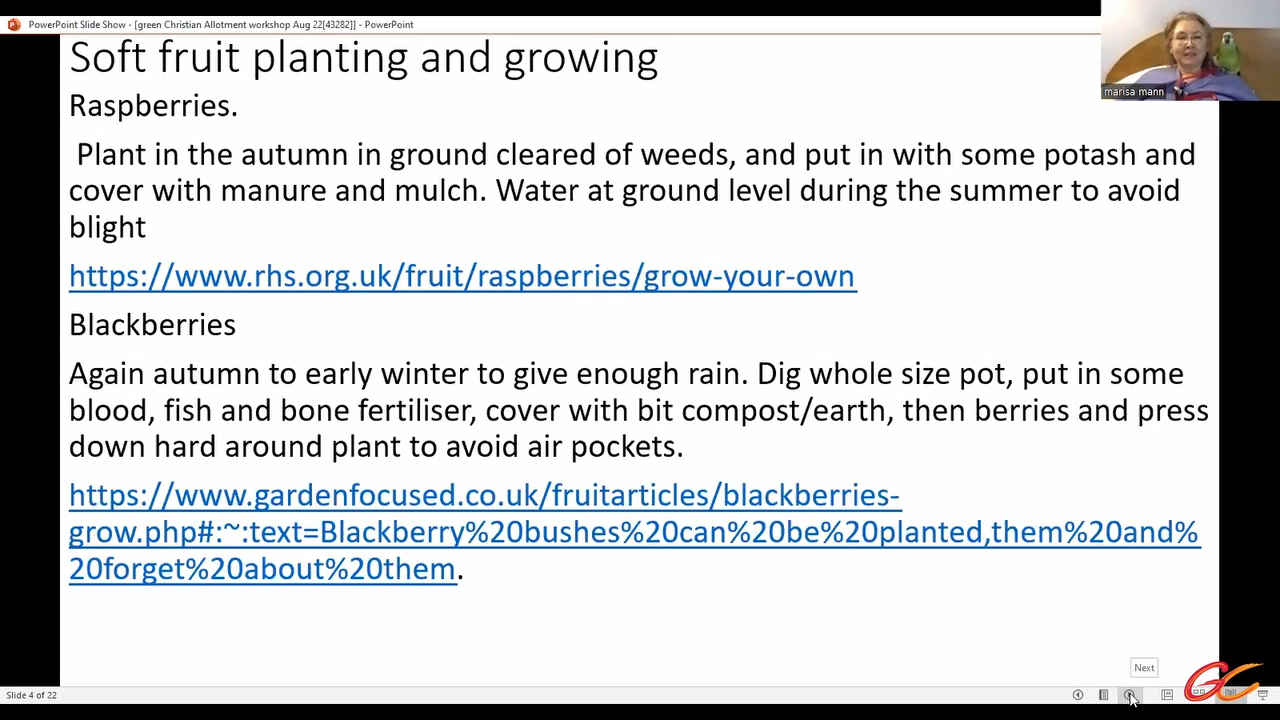 PowerPoint Slide Show - [green Christian Allotment workshop Aug 22[43282]] - PowerPoint
Soft fruit planting and growing
marisa mann
Raspberries.
Plant in the autumn in ground cleared of weeds, and put in with some potash and
cover with manure and mulch. Water at ground level during the summer to avoid
blight
https://www.rhs.org.uk/fruit/raspberries/grow-your-own
Blackberries
Again autumn to early winter to give enough rain. Dig whole size pot, put in some
blood, fish and bone fertiliser, cover with bit compost/earth, then berries and press
down hard around plant to avoid air pockets.
https://www.gardenfocused.co.uk/fruitarticles/blackberries-
grow.php#:~:text=Blackberry%20bushes%20can%20be%20planted,them%20and%
20forget%20about%20them.
Next
Slide 4 of 22
GC